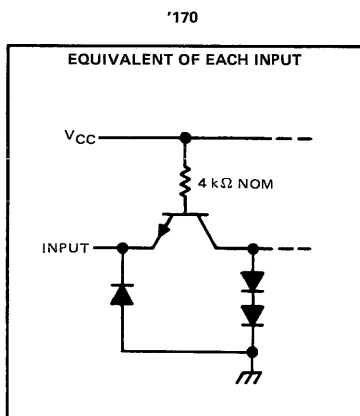 '170
EQUIVALENT OF EACH INPUT
VCC
4 kΩ NOM
INPUT